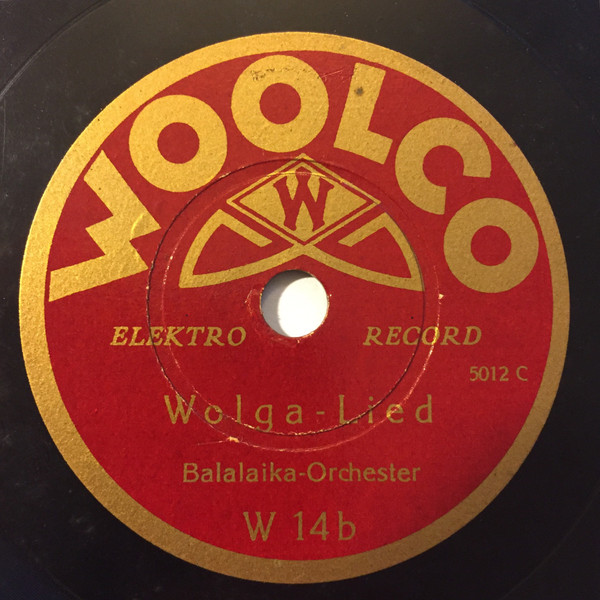 WOOLCO
W
ELEKTRO RECORD
5012 C
Wolga-Lied
Balalaika-Orchester
W 14b